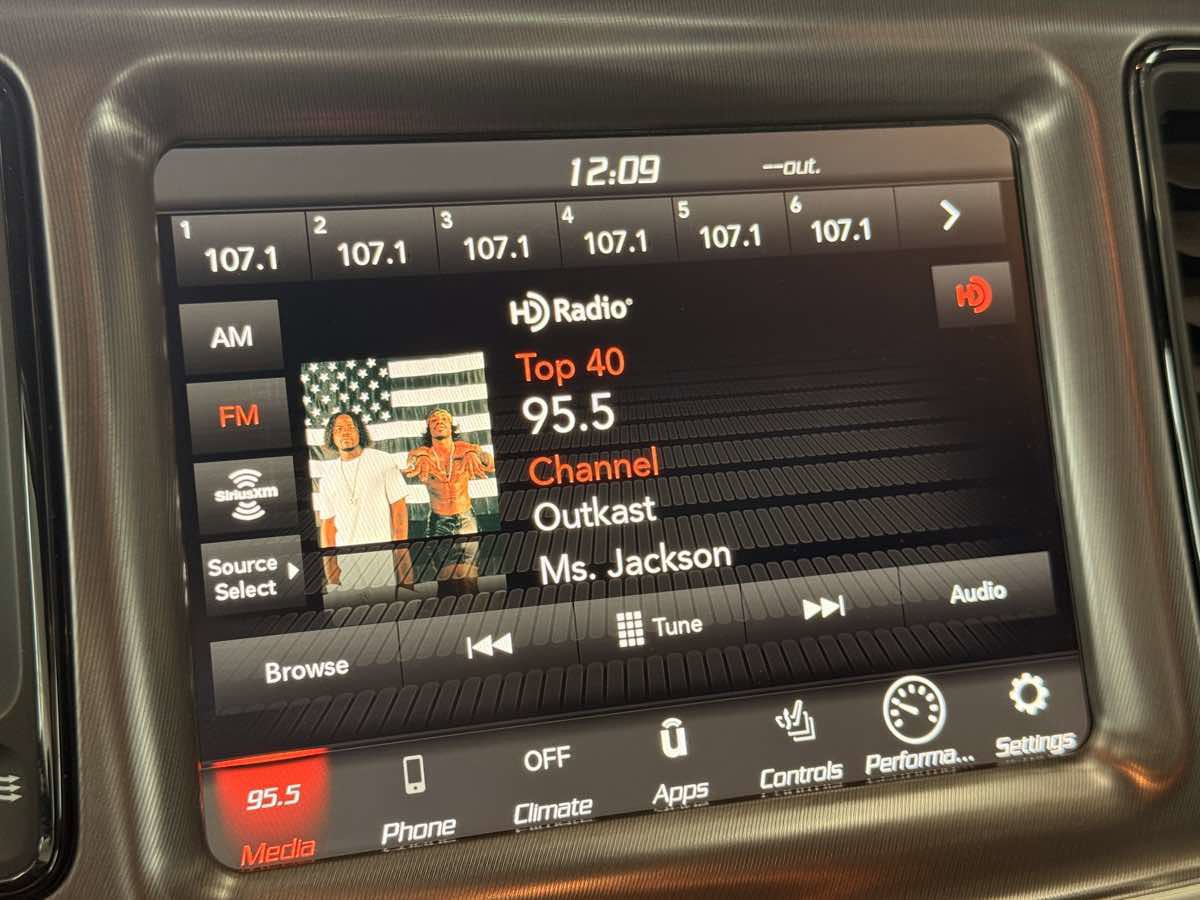 12:09 --out.
1 107.1 2 107.1 3 107.1 4 107.1 5 107.1 6 107.1
HD Radio
HD
AM
Top 40
95.5
FM
Channel
SiriusXM
Outkast
Source
Select
Ms. Jackson
Browse Tune Audio
95.5 OFF
Media Phone Climate Apps Controls Performa... Settings